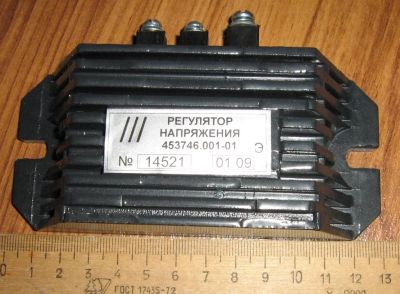 РЕГУЛЯТОР
НАПРЯЖЕНИЯ
453746.001-01 Э
№ 14521 01 09
0 1 2 3 4 5 6 7 8 9 10 11 12 13
ГОСТ 17435-72